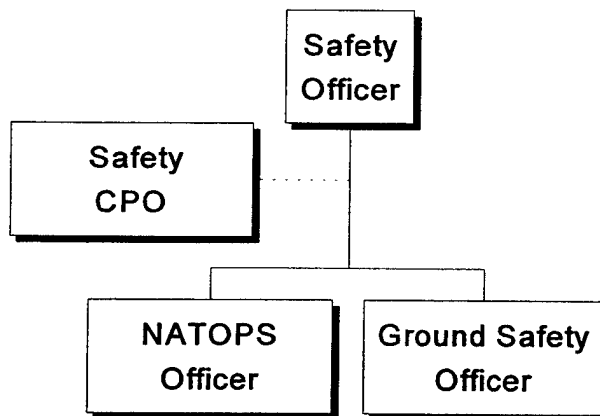 Safety
Officer
Safety
CPO
NATOPS
Officer
Ground Safety
Officer